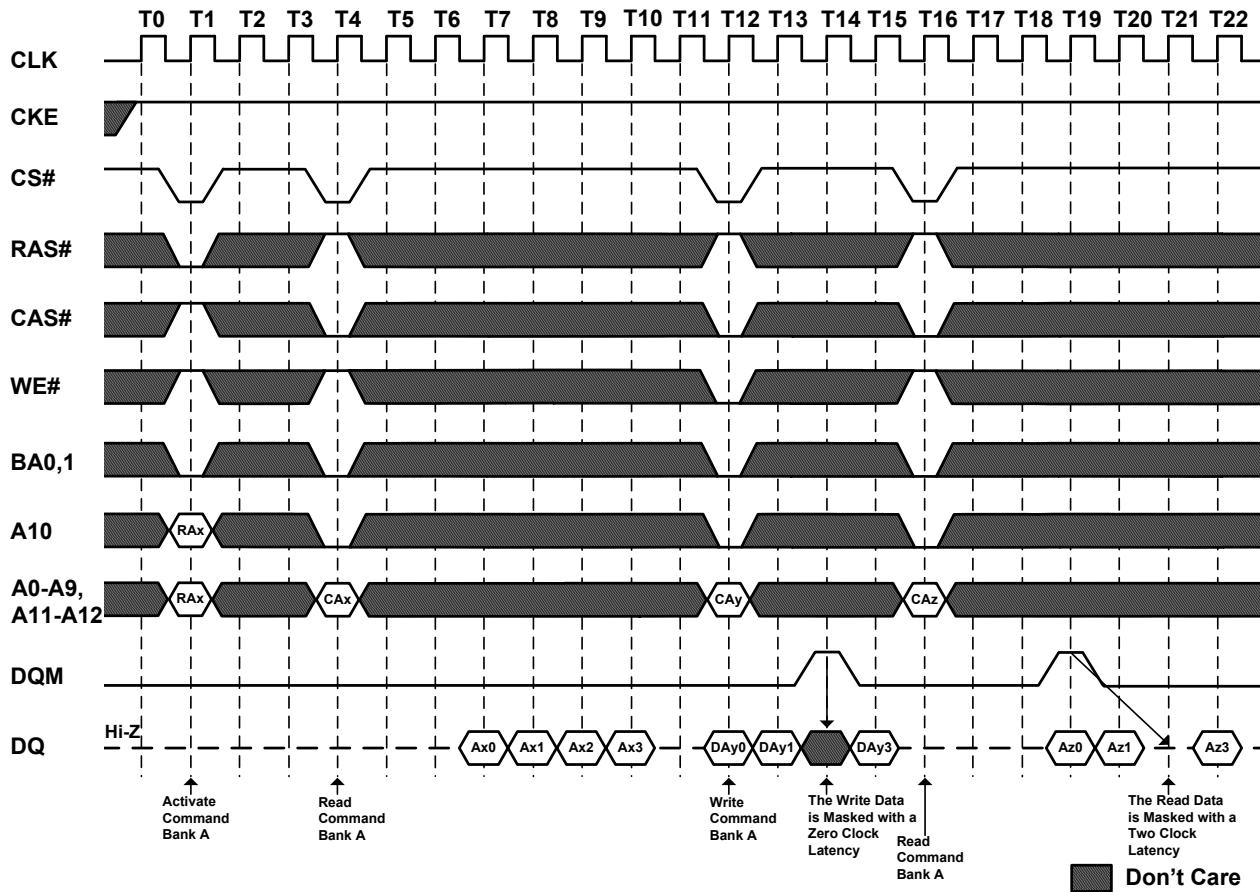 T0 T1 T2 T3 T4 T5 T6 T7 T8 T9 T10 T11 T12 T13 T14 T15 T16 T17 T18 T19 T20 T21 T22
CLK
CKE
CS#
RAS#
CAS#
WE#
BA0,1
A10
RAx
A0-A9,
A11-A12
RAx CAx CAy CAz
DQM
Hi-Z
DQ
Ax0 Ax1 Ax2 Ax3 DAy0 DAy1 DAy3 Az0 Az1 Az3
Activate
Command
Bank A
Read
Command
Bank A
Write
Command
Bank A
The Write Data
is Masked with a
Zero Clock
Latency
Read
Command
Bank A
The Read Data
is Masked with a
Two Clock
Latency
Don't Care